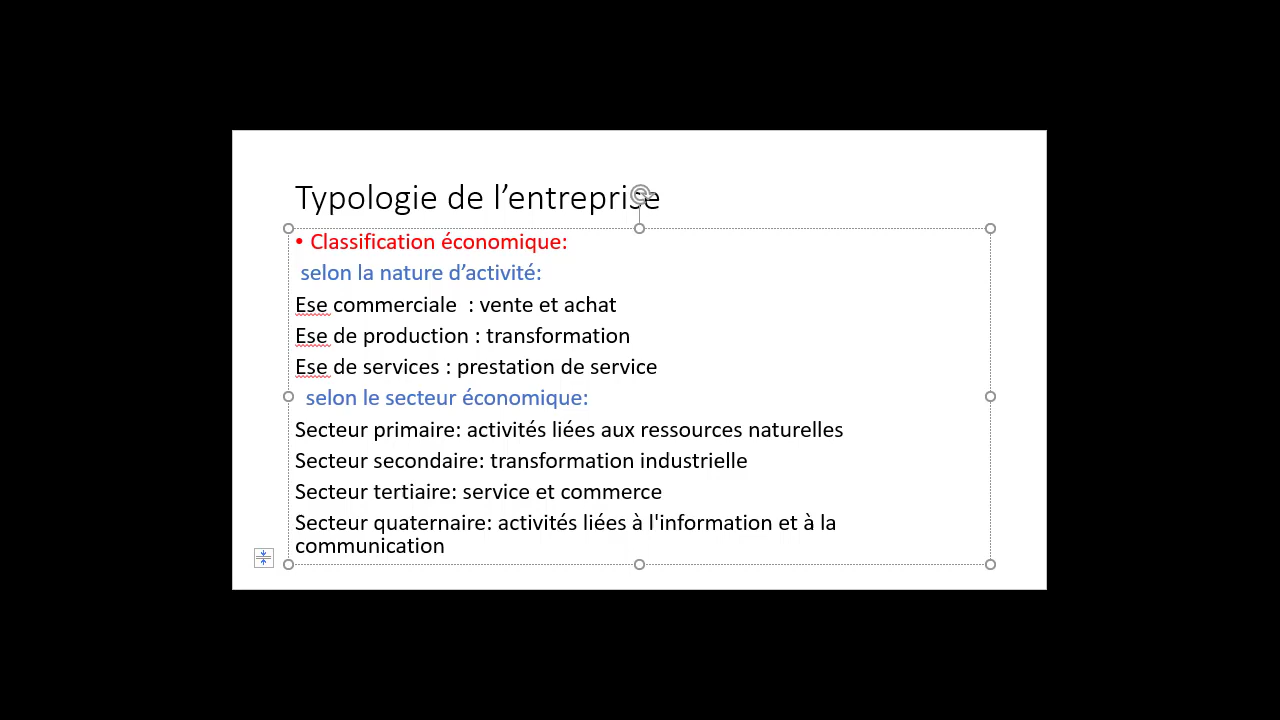 Typologie de l’entreprise
• Classification économique:
selon la nature d’activité:
Ese commerciale : vente et achat
Ese de production : transformation
Ese de services : prestation de service
selon le secteur économique:
Secteur primaire: activités liées aux ressources naturelles
Secteur secondaire: transformation industrielle
Secteur tertiaire: service et commerce
Secteur quaternaire: activités liées à l'information et à la
communication